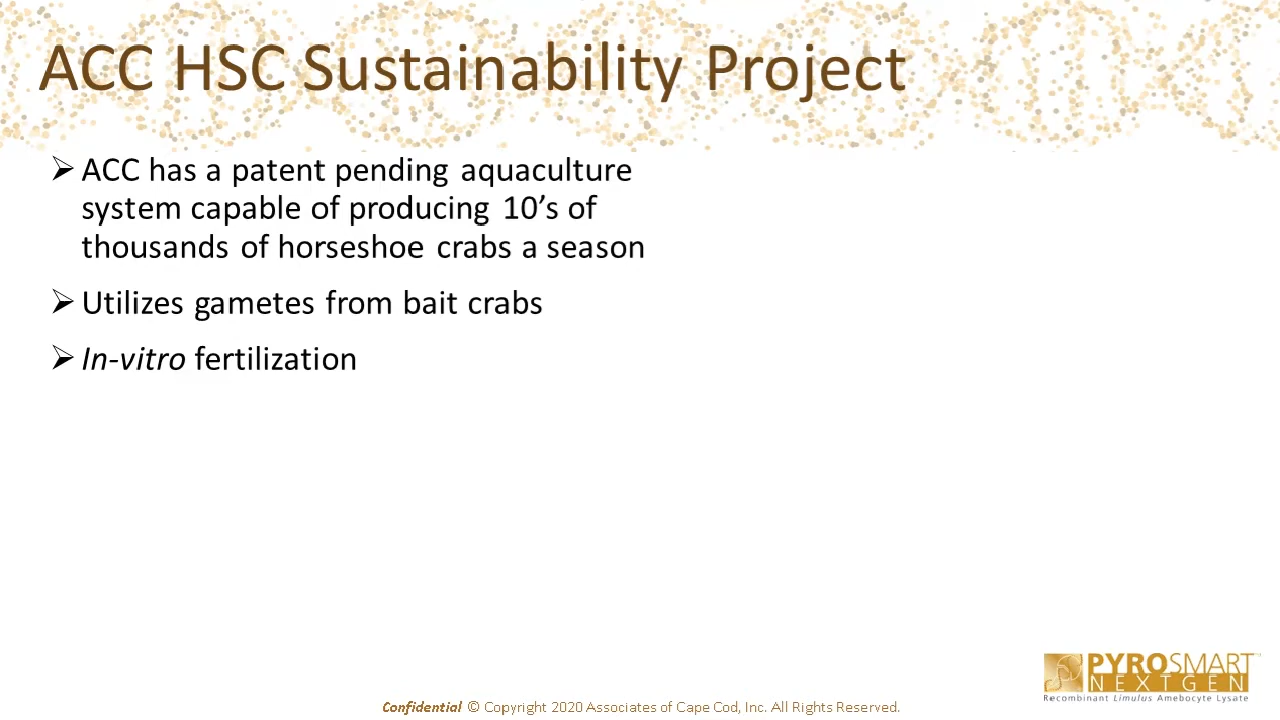 ACC HSC Sustainability Project
➢ ACC has a patent pending aquaculture
system capable of producing 10’s of
thousands of horseshoe crabs a season
➢ Utilizes gametes from bait crabs
➢ In-vitro fertilization
PYROSMART™
NEXTGEN
Recombinant Limulus Amebocyte Lysate
Confidential © Copyright 2020 Associates of Cape Cod, Inc. All Rights Reserved.